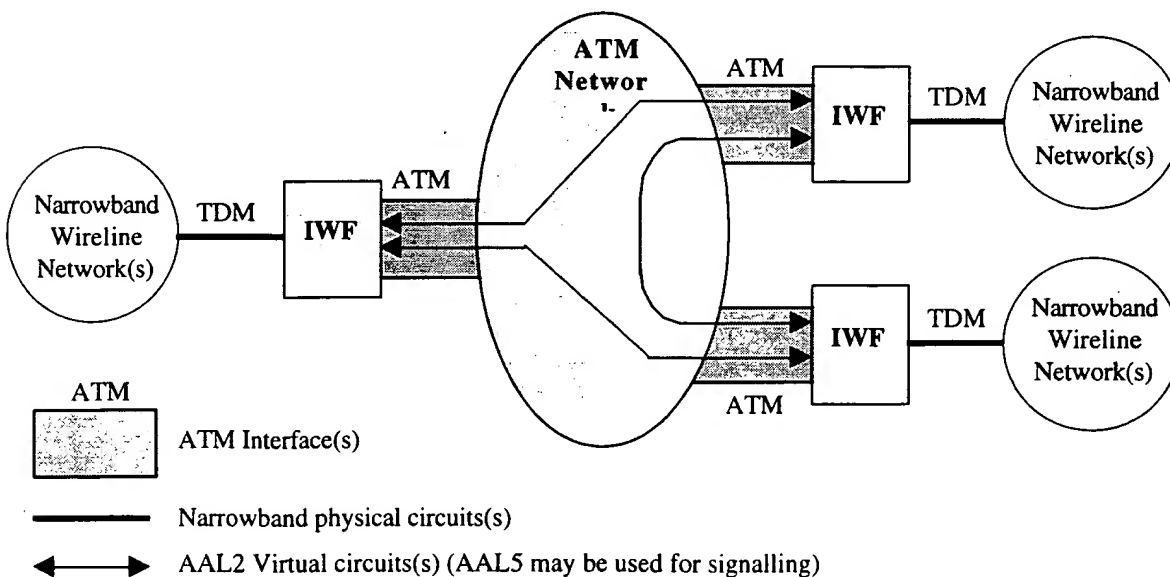 ATM
Networ
ATM
IWF
TDM
Narrowband
Wireline
Network(s)
Narrowband
Wireline
Network(s)
TDM
IWF
ATM
IWF
TDM
Narrowband
Wireline
Network(s)
ATM
ATM
ATM Interface(s)
Narrowband physical circuits(s)
AAL2 Virtual circuits(s) (AAL5 may be used for signalling)